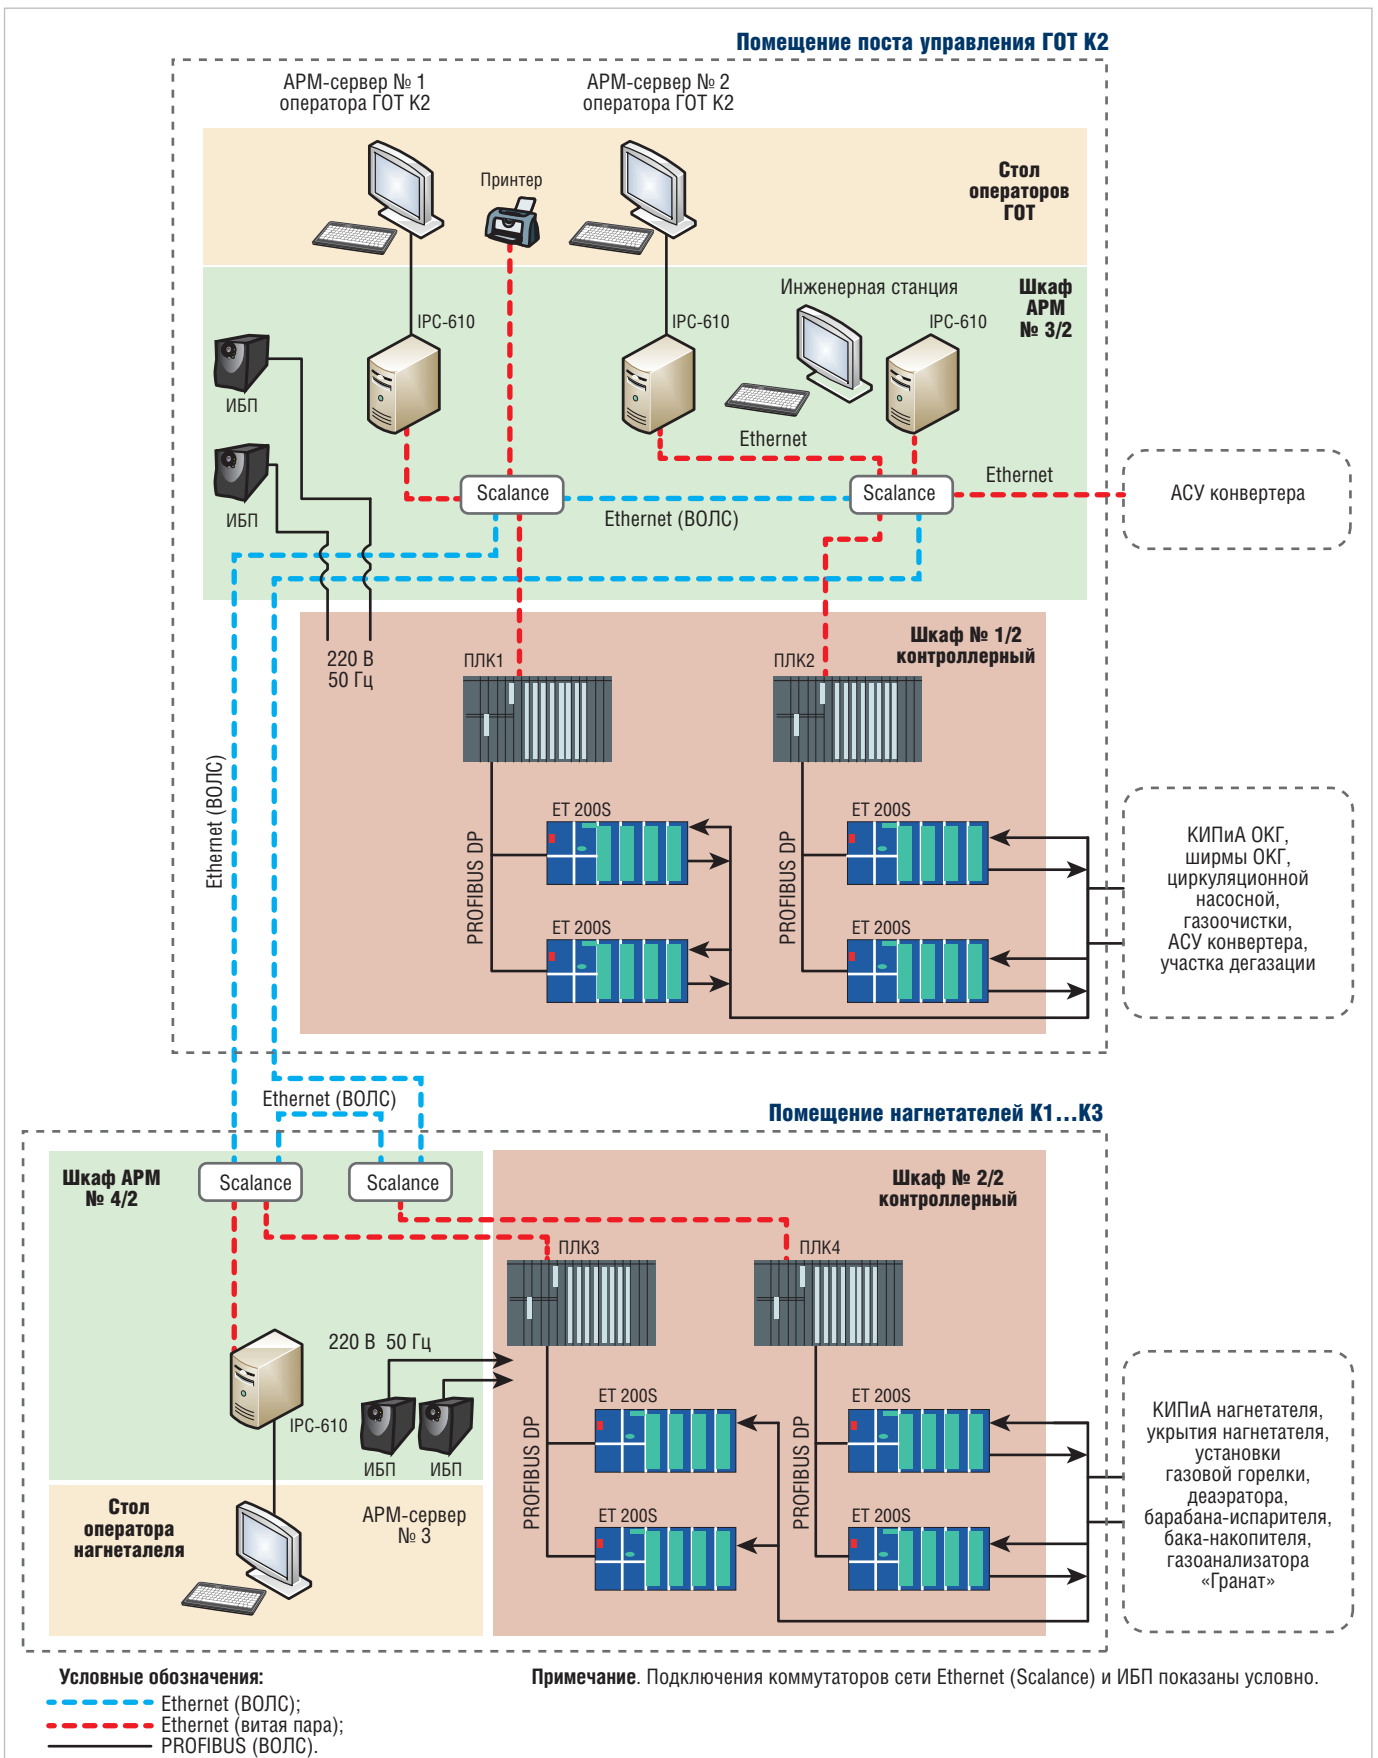 Помещение поста управления ГОТ К2
АРМ-сервер № 1
оператора ГОТ К2
АРМ-сервер № 2
оператора ГОТ К2
Принтер
Стол
операторов
ГОТ
Инженерная станция
Шкаф
АРМ
№ 3/2
IPC-610
IPC-610
IPC-610
ИБП
ИБП
Ethernet
Ethernet
Scalance
Scalance
Ethernet (ВОЛС)
АСУ конвертера
220 В
50 Гц
Шкаф № 1/2
контроллерный
ПЛК1
ПЛК2
Ethernet (ВОЛС)
PROFIBUS DP
PROFIBUS DP
ET 200S
ET 200S
ET 200S
ET 200S
КИПиА ОКГ,
ширмы ОКГ,
циркуляционной
насосной,
газоочистки,
АСУ конвертера,
участка дегазации
Ethernet (ВОЛС)
Помещение нагнетателей К1...К3
Шкаф АРМ
№ 4/2
Scalance
Scalance
Шкаф № 2/2
контроллерный
ПЛК3
ПЛК4
220 В 50 Гц
IPC-610
ИБП
ИБП
PROFIBUS DP
PROFIBUS DP
ET 200S
ET 200S
ET 200S
ET 200S
КИПиА нагнетателя,
укрытия нагнетателя,
установки
газовой горелки,
деаэратора,
барабана-испарителя,
бака-накопителя,
газоанализатора
«Гранат»
Стол
оператора
нагнеталеля
АРМ-сервер
№ 3
Условные обозначения:
Ethernet (ВОЛС);
Ethernet (витая пара);
PROFIBUS (ВОЛС).
Примечание. Подключения коммутаторов сети Ethernet (Scalance) и ИБП показаны условно.